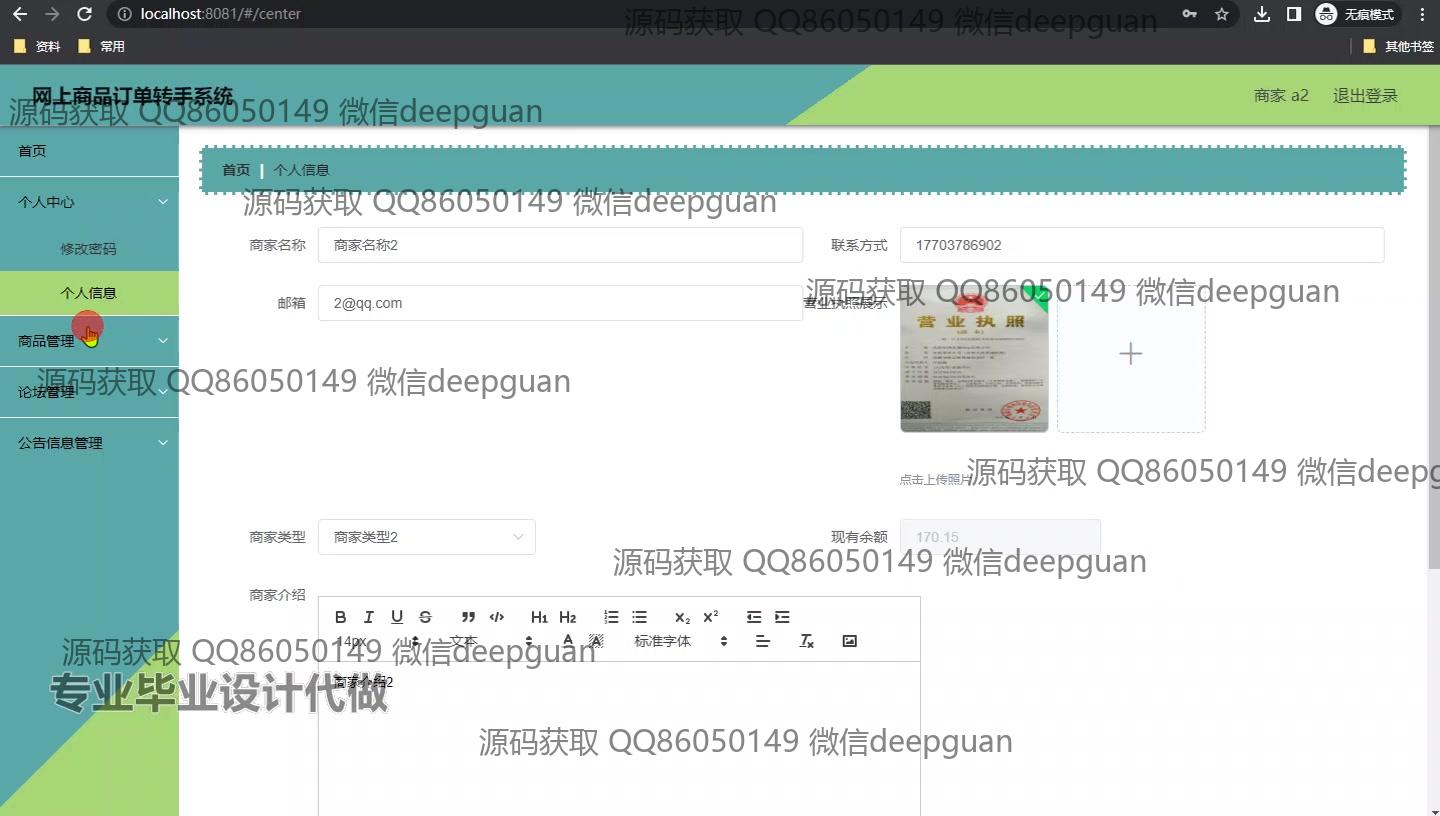 localhost:8081/#/center
无痕模式
资料
常用
其他书签
源码获取 QQ86050149 微信deepguan
网上商品订单转手系统
商家 a2
退出登录
源码获取 QQ86050149 微信deepguan
首页
个人中心
修改密码
个人信息
商品管理
论坛管理
公告信息管理
首页 | 个人信息
源码获取 QQ86050149 微信deepguan
商家名称 商家名称2
联系方式 17703786902
邮箱 2@qq.com
营业执照展示
源码获取 QQ86050149 微信deepguan
营业执照
源码获取 QQ86050149 微信deepguan
点击上传照片
源码获取 QQ86050149 微信deepg
商家类型 商家类型2
现有余额 170.15
源码获取 QQ86050149 微信deepguan
商家介绍
B I U S H1 H2 X₂ X²
14px 文本 A A 标准字体
源码获取 QQ86050149 微信deepguan
商家介绍2
专业毕业设计代做
源码获取 QQ86050149 微信deepguan